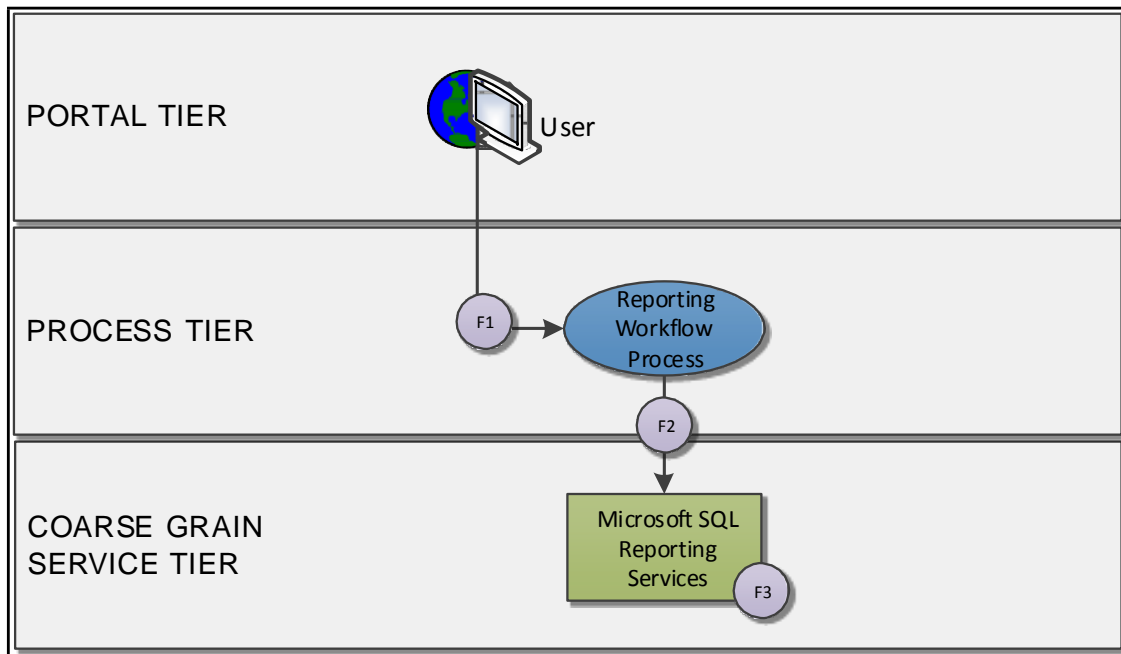 PORTAL TIER
User
PROCESS TIER
F1
Reporting
Workflow
Process
F2
COARSE GRAIN
SERVICE TIER
Microsoft SQL
Reporting
Services
F3